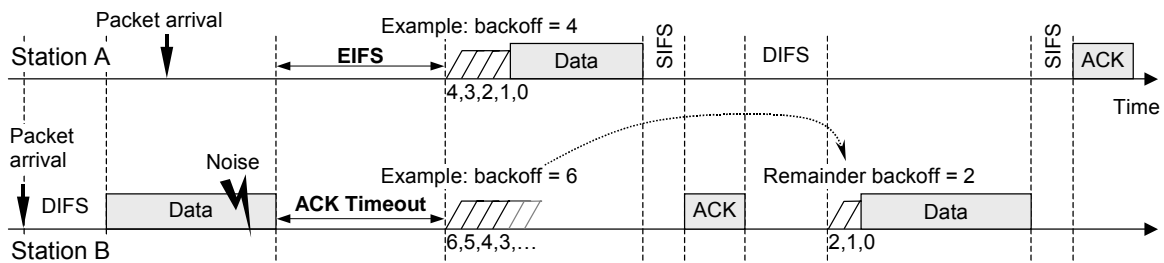 Packet arrival
Example: backoff = 4
Station A
EIFS
Data
SIFS
DIFS
SIFS
ACK
4,3,2,1,0
Time
Packet
arrival
Noise
Example: backoff = 6
Remainder backoff = 2
DIFS
Data
ACK Timeout
ACK
Data
6,5,4,3,...
2,1,0
Station B